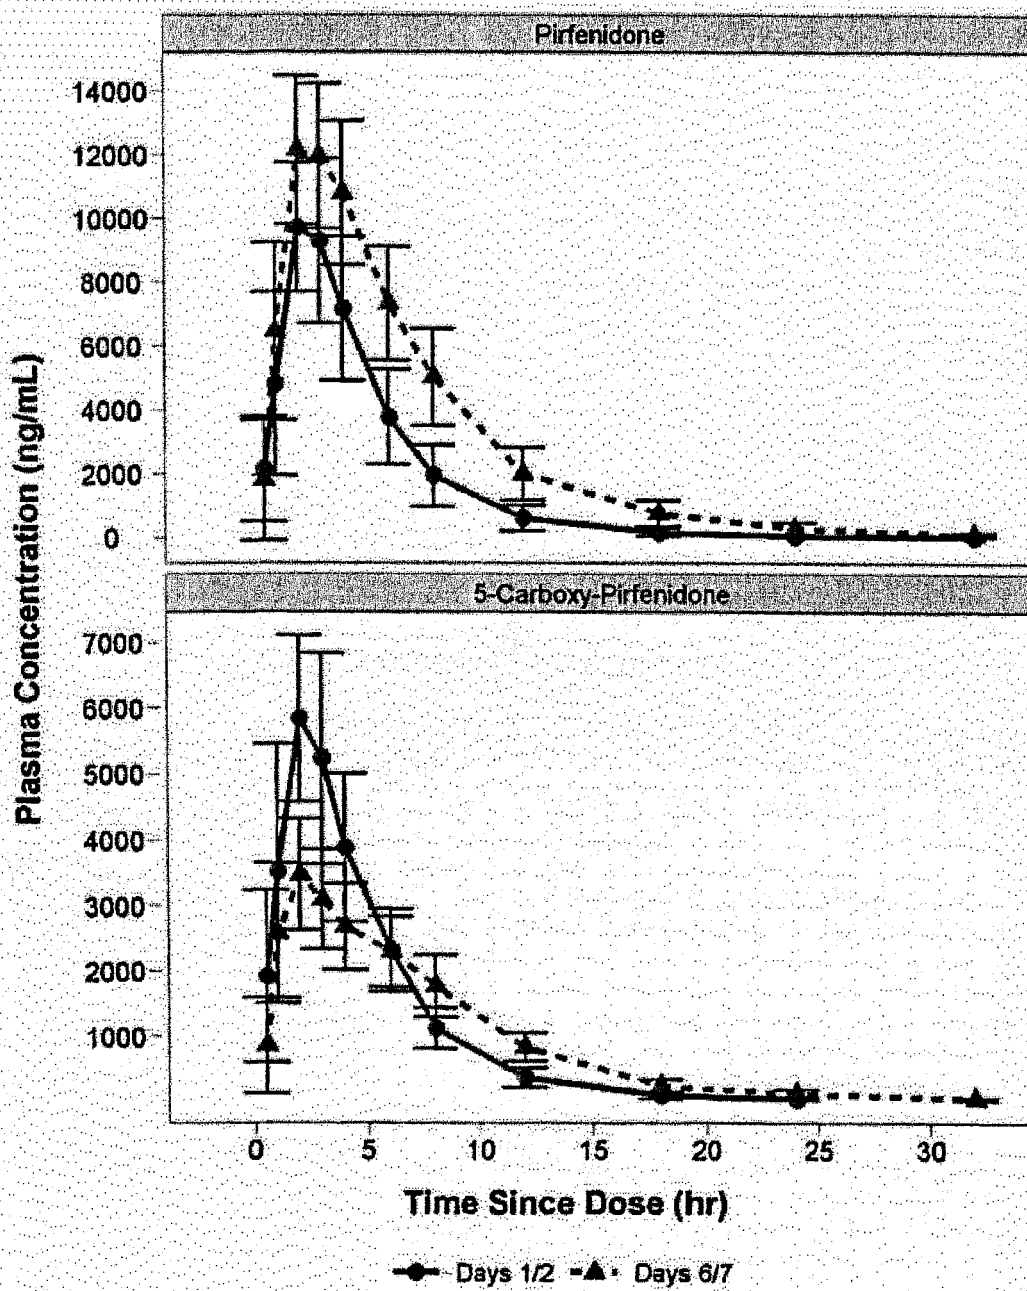 Pirfenidone
14000
12000
10000
8000
6000
4000
2000
0
Plasma Concentration (ng/mL)
5-Carboxy-Pirfenidone
7000
6000
5000
4000
3000
2000
1000
0 5 10 15 20 25 30
Time Since Dose (hr)
Days 1/2 Days 6/7